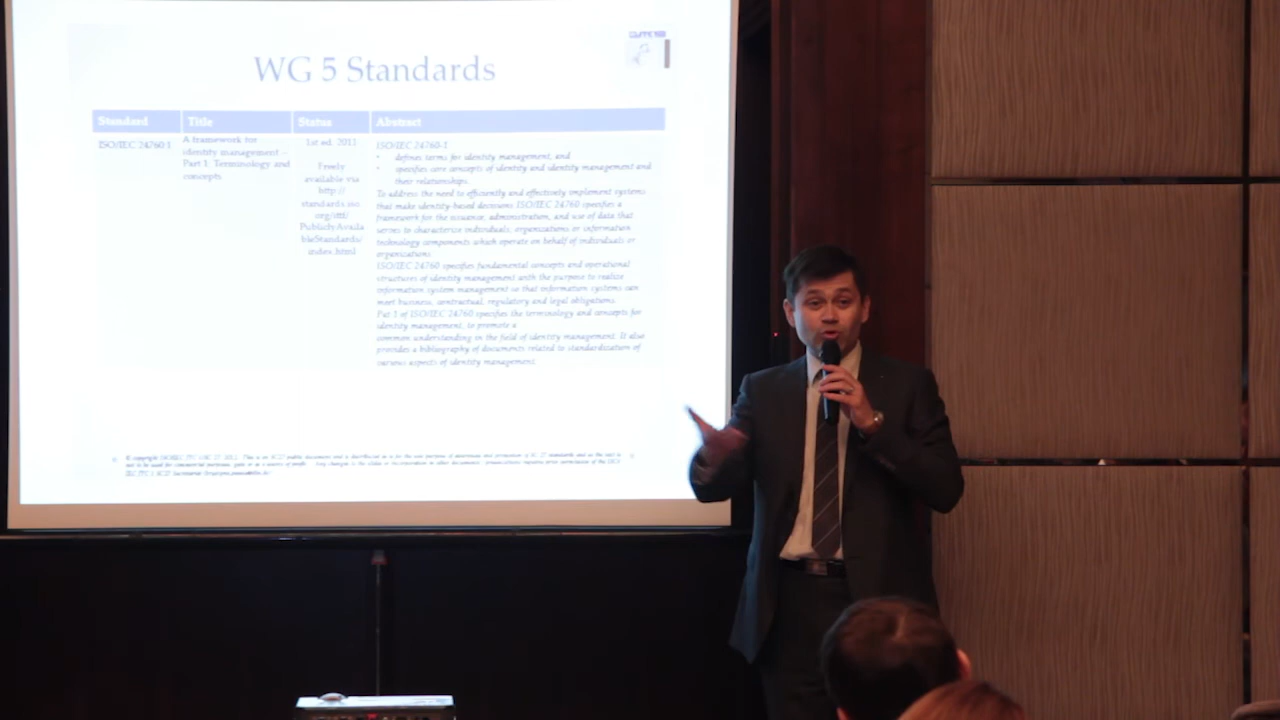 WG 5 Standards
Standard Title Status Abstract
ISO/IEC 24760:1
A framework for
identity management –
Part 1: Terminology and
concepts
1st ed. 2011
Freely
available via
http://
standards.iso.
org/ittf/
PubliclyAvaila
bleStandards/
index.html
ISO/IEC 24760-1
• defines terms for identity management, and
• specifies core concepts of identity and identity management and
their relationships.
To address the need to efficiently and effectively implement systems
that make identity-based decisions ISO/IEC 24760 specifies a
framework for the issuance, administration, and use of data that
serves to characterize individuals, organizations or information
technology components which operate on behalf of individuals or
organizations.
ISO/IEC 24760 specifies fundamental concepts and operational
structures of identity management with the purpose to realize
information system management so that information systems can
meet business, contractual, regulatory and legal obligations.
Part 1 of ISO/IEC 24760 specifies the terminology and concepts for
identity management, to promote a
common understanding in the field of identity management. It also
provides a bibliography of documents related to standardization of
various aspects of identity management.